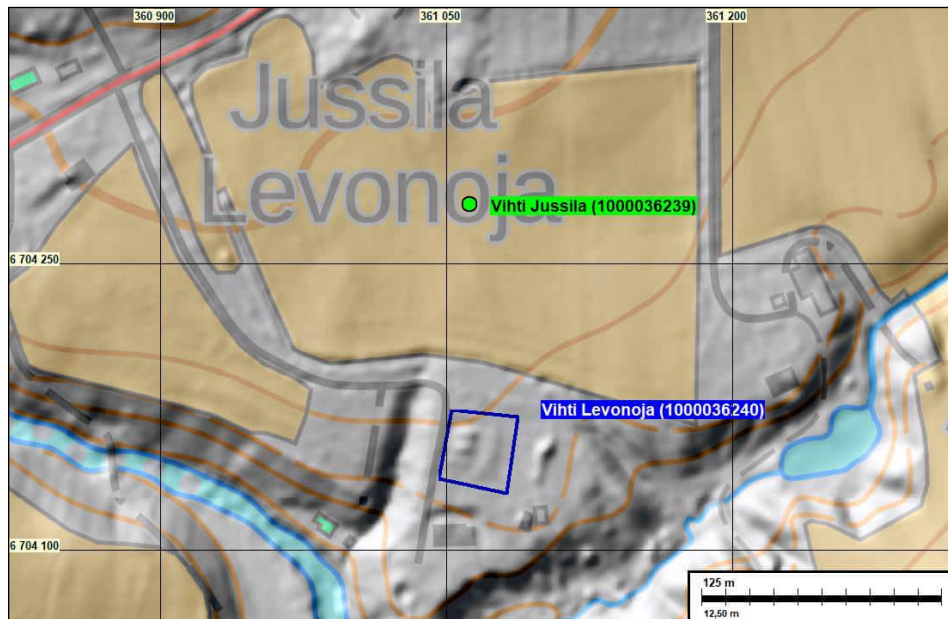 360 900
361 050
361 200
Jussila
Levonoja
Vihti Jussila (1000036239)
6 704 250
Vihti Levonoja (1000036240)
6 704 100
125 m
12,50 m